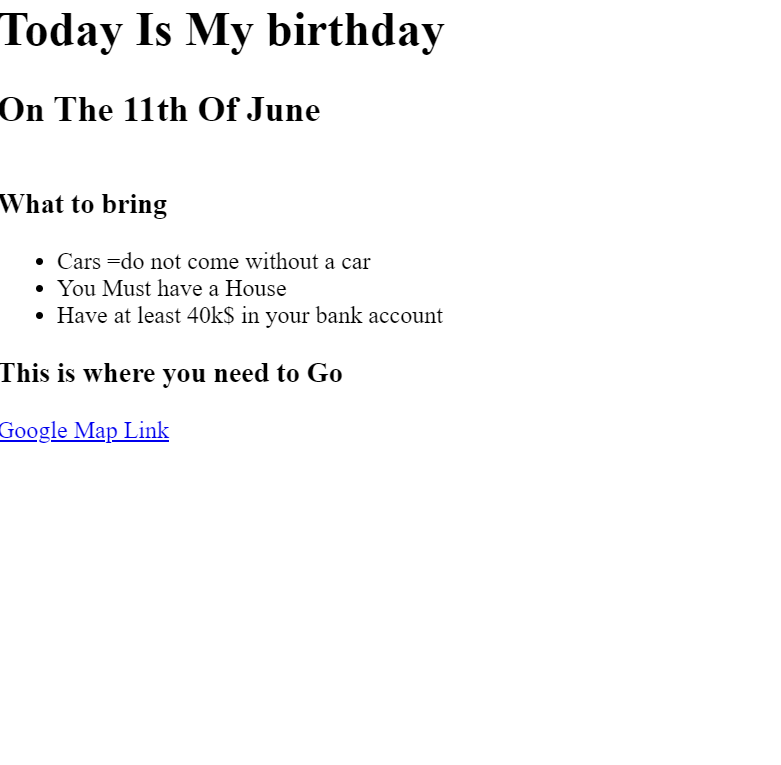 Today Is My birthday
On The 11th Of June
What to bring
Cars =do not come without a car
You Must have a House
Have at least 40k$ in your bank account
This is where you need to Go
Google Map Link